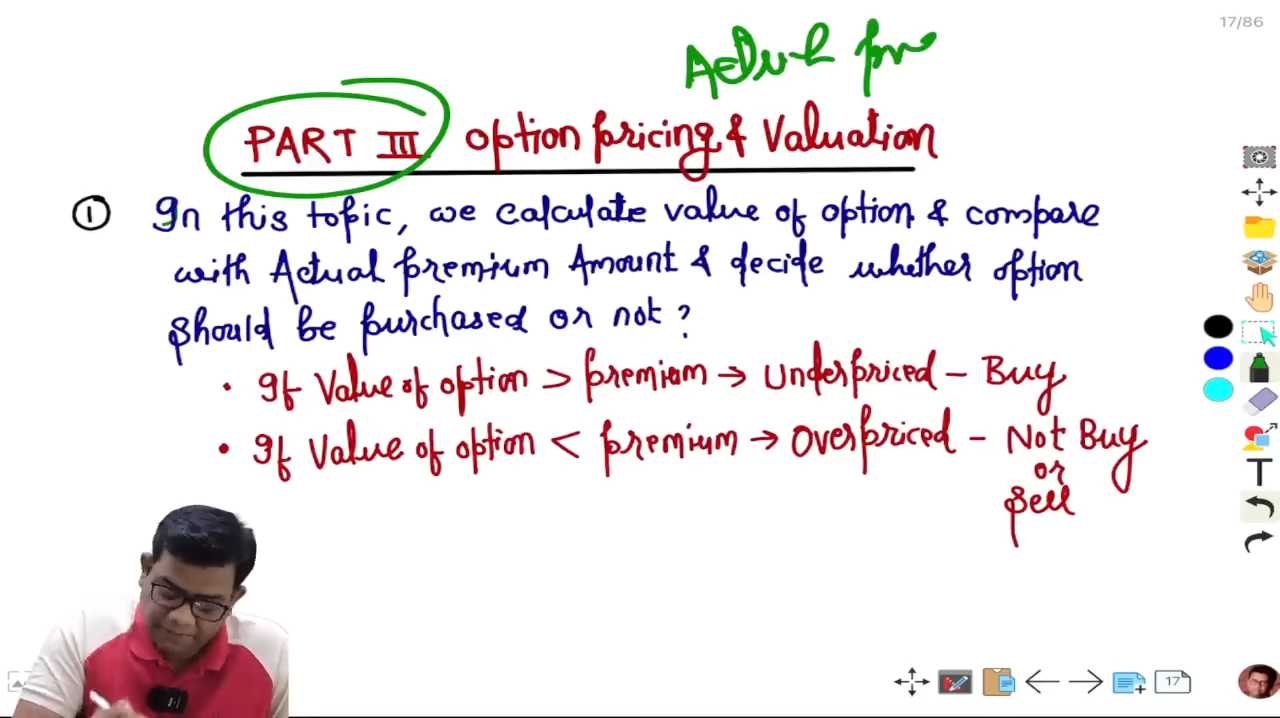 17/86
Actual
PART III Option pricing & Valuation
① In this topic, we calculate value of option & compare
with Actual premium Amount & decide whether option
should be purchased or not?
• If Value of option > premium → Underpriced - Buy
• If Value of option < premium → Overpriced - Not Buy
or
Sell
T
17